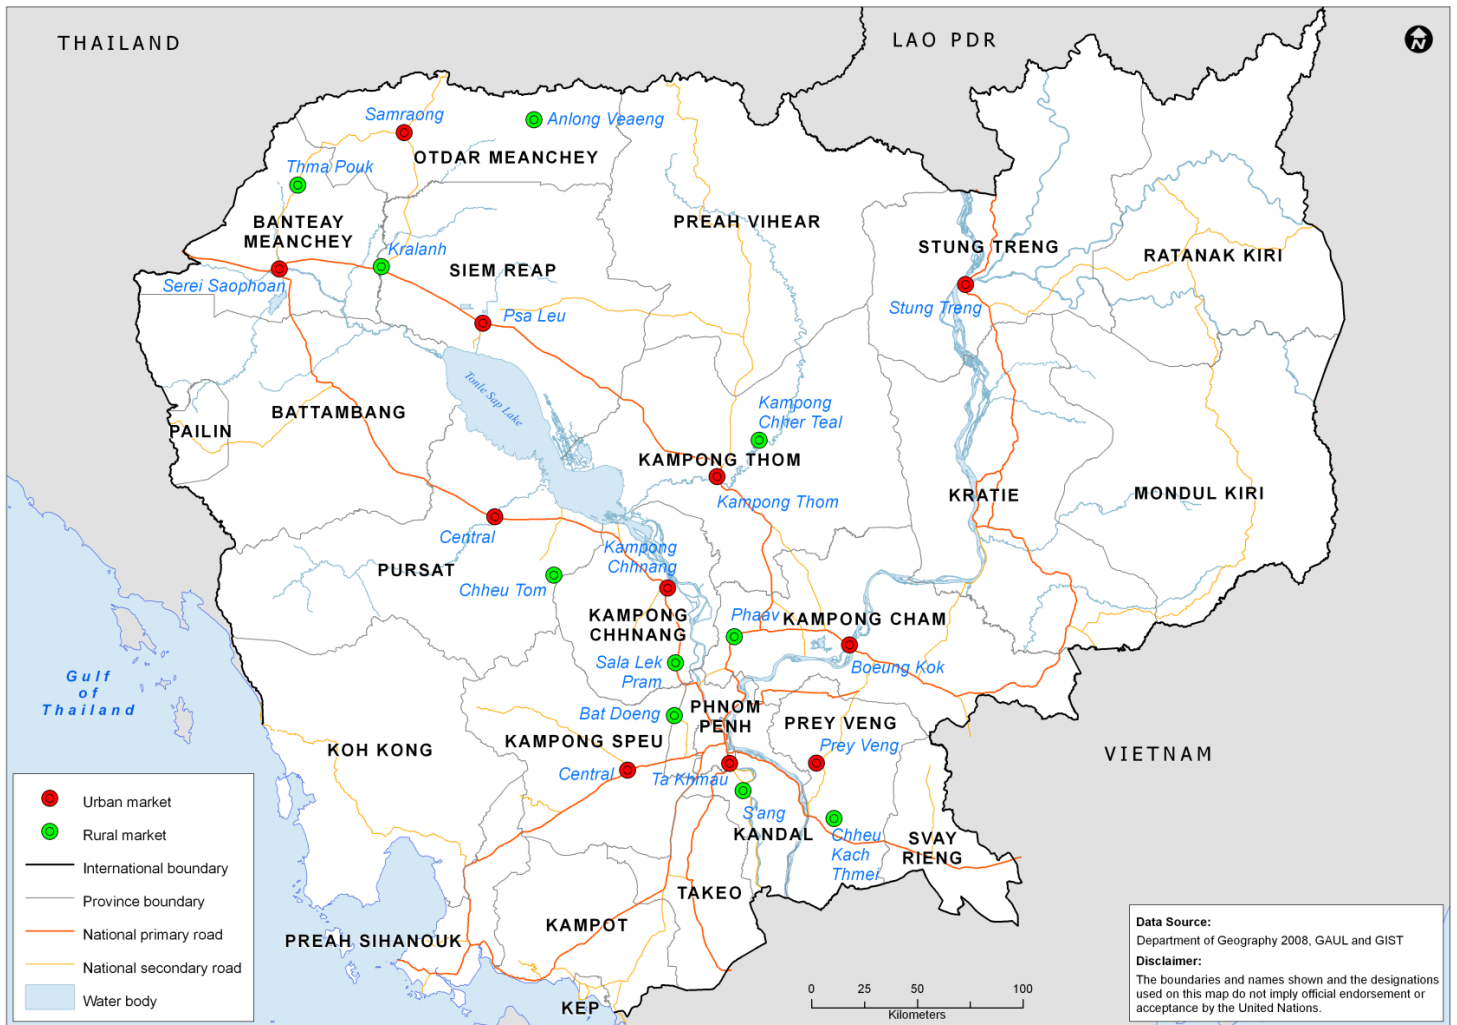 THAILAND
LAO PDR
N
Samraong
Anlong Veaeng
OTDAR MEANCHEY
Thma Pouk
BANTEAY
MEANCHEY
PREAH VIHEAR
Kralanh
STUNG TRENG
RATANAK KIRI
SIEM REAP
Serei Saophoan
Psa Leu
Stung Treng
Tonle Sap Lake
BATTAMBANG
PAILIN
Kampong
Chher Teal
KAMPONG THOM
Kampong Thom
KRATIE
MONDUL KIRI
Central
Kampong
Chhnang
PURSAT
Chheu Tom
KAMPONG
CHHNANG
Phaav
KAMPONG CHAM
Sala Lek
Pram
Boeung Kok
Gulf
of
Thailand
Bat Doeng
PHNOM
PENH
PREY VENG
KOH KONG
KAMPONG SPEU
Prey Veng
VIETNAM
Central
Ta Khmau
S'ang
KANDAL
Chheu
Kach
Thmei
SVAY
RIENG
TAKEO
KAMPOT
PREAH SIHANOUK
KEP
Urban market
Rural market
International boundary
Province boundary
National primary road
National secondary road
Water body
0 25 50 100
Kilometers
Data Source:
Department of Geography 2008, GAUL and GIST
Disclaimer:
The boundaries and names shown and the designations
used on this map do not imply official endorsement or
acceptance by the United Nations.